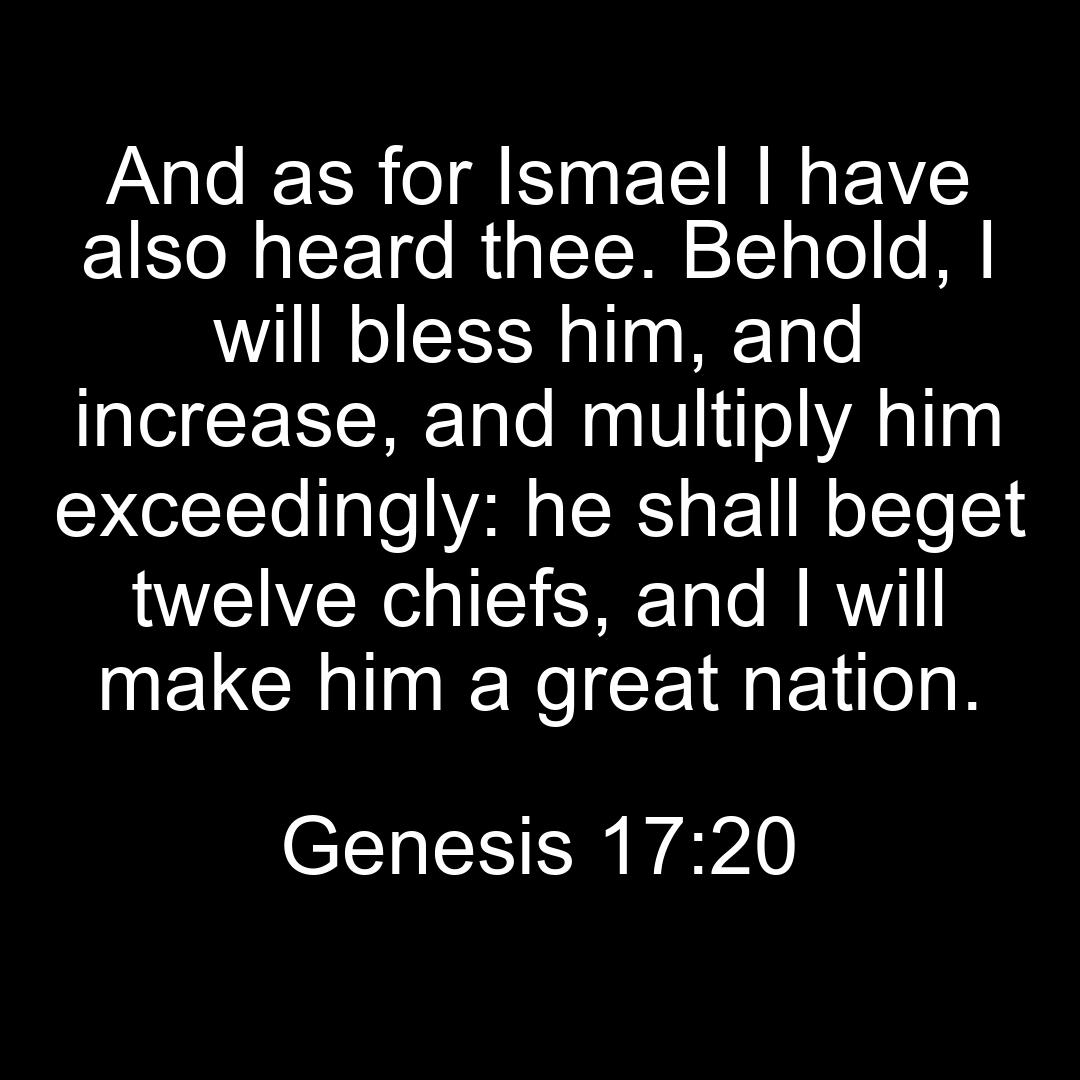 And as for Ismael I have
also heard thee. Behold, I
will bless him, and
increase, and multiply him
exceedingly: he shall beget
twelve chiefs, and I will
make him a great nation.
Genesis 17:20